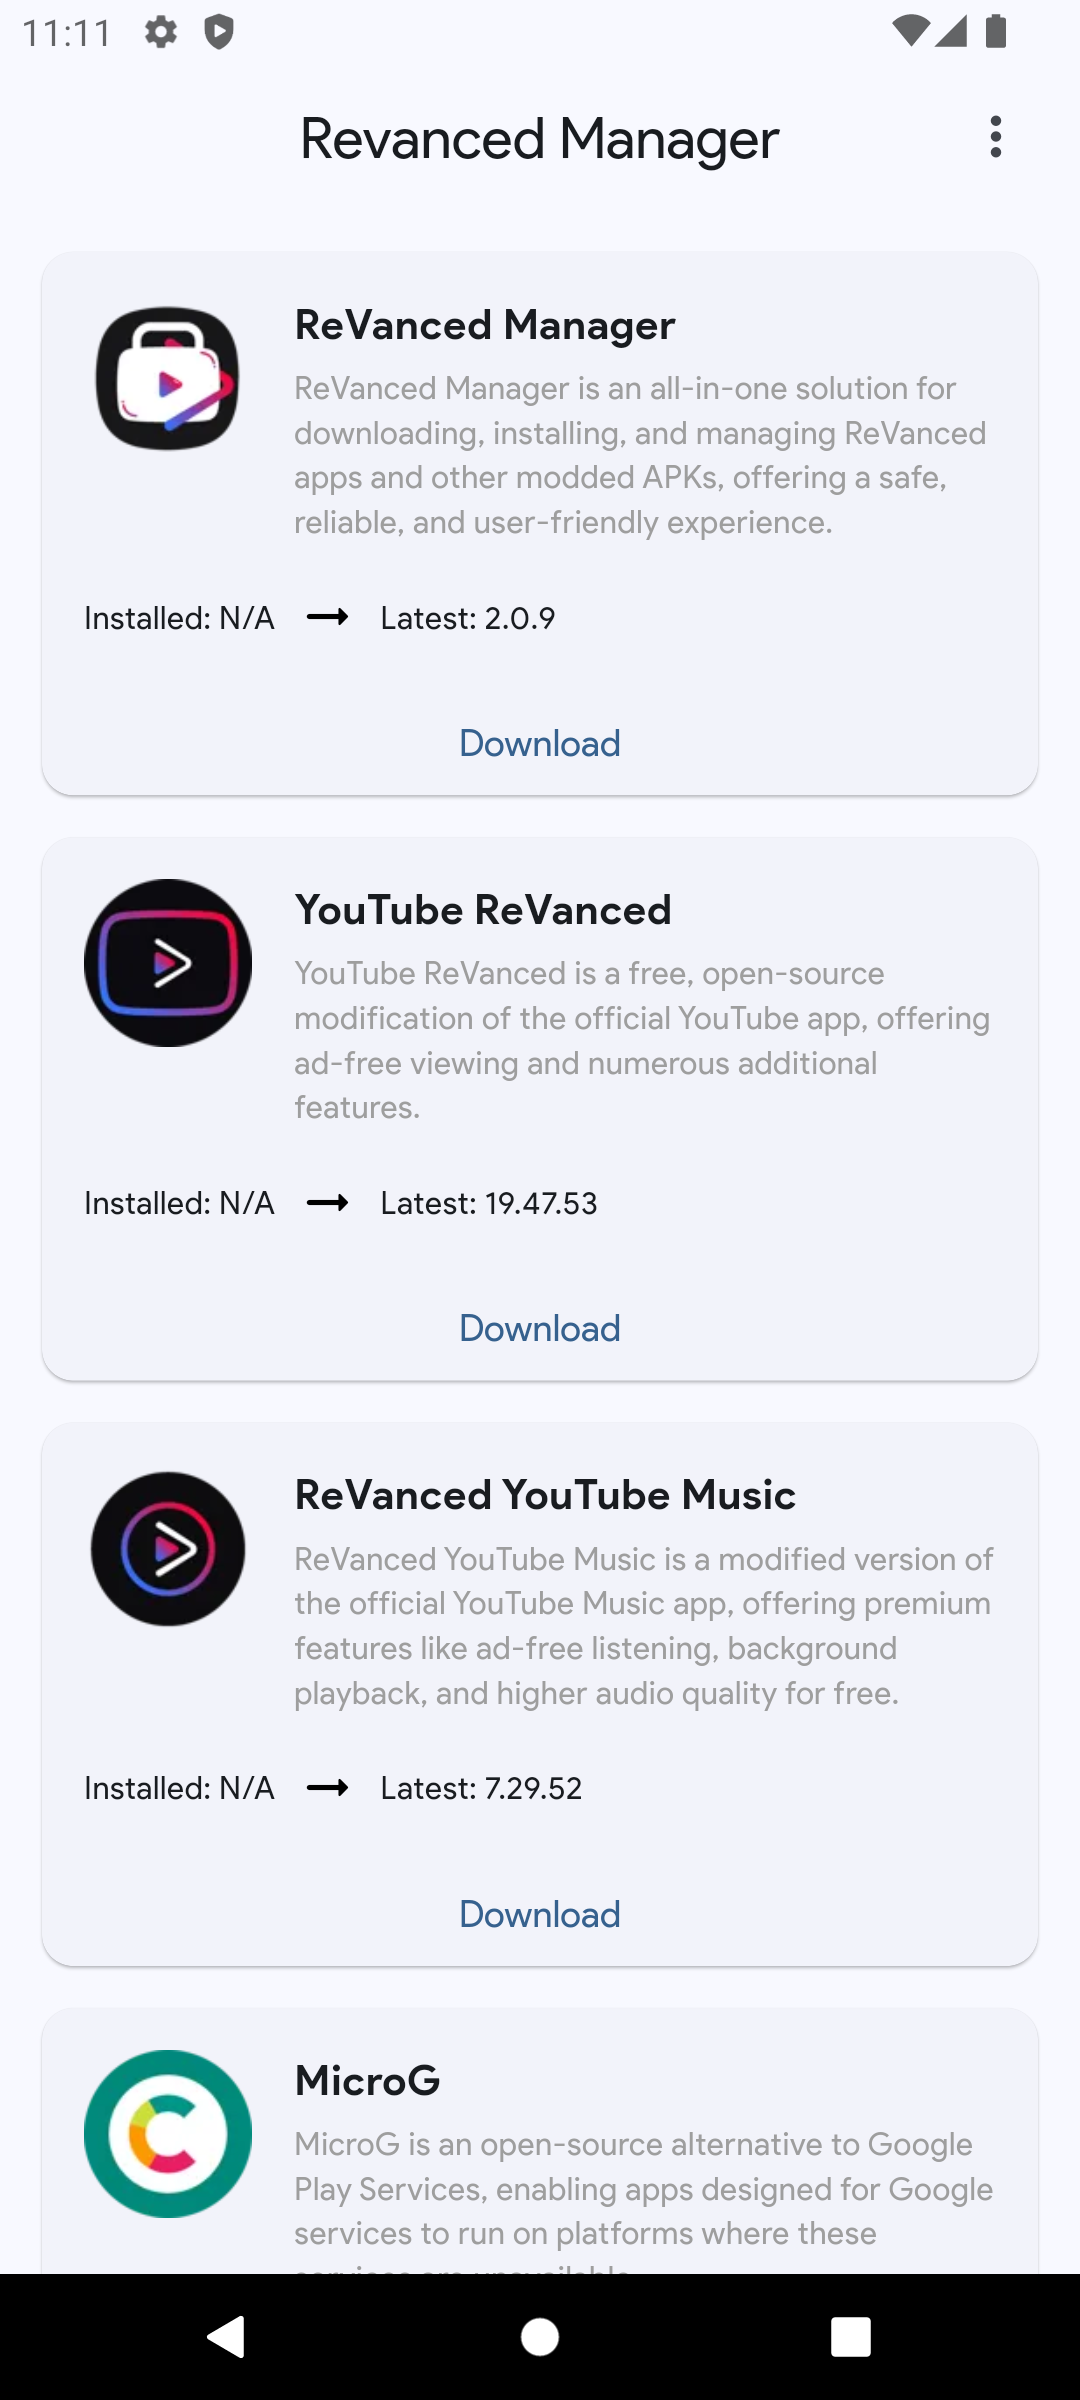 11:11
Revanced Manager
ReVanced Manager
ReVanced Manager is an all-in-one solution for
downloading, installing, and managing ReVanced
apps and other modded APKs, offering a safe,
reliable, and user-friendly experience.
Installed: N/A → Latest: 2.0.9
Download
YouTube ReVanced
YouTube ReVanced is a free, open-source
modification of the official YouTube app, offering
ad-free viewing and numerous additional
features.
Installed: N/A → Latest: 19.47.53
Download
ReVanced YouTube Music
ReVanced YouTube Music is a modified version of
the official YouTube Music app, offering premium
features like ad-free listening, background
playback, and higher audio quality for free.
Installed: N/A → Latest: 7.29.52
Download
MicroG
MicroG is an open-source alternative to Google
Play Services, enabling apps designed for Google
services to run on platforms where these